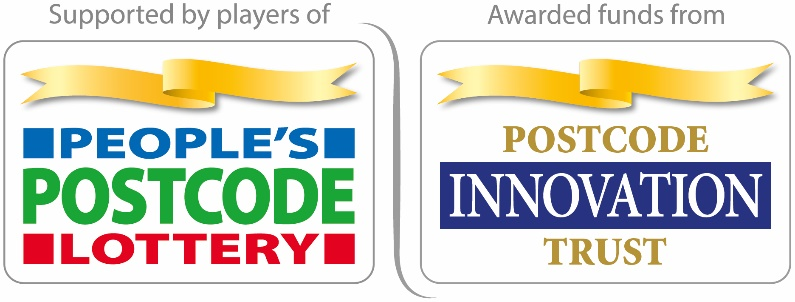 Supported by players of
PEOPLE'S
POSTCODE
LOTTERY
Awarded funds from
POSTCODE
INNOVATION
TRUST